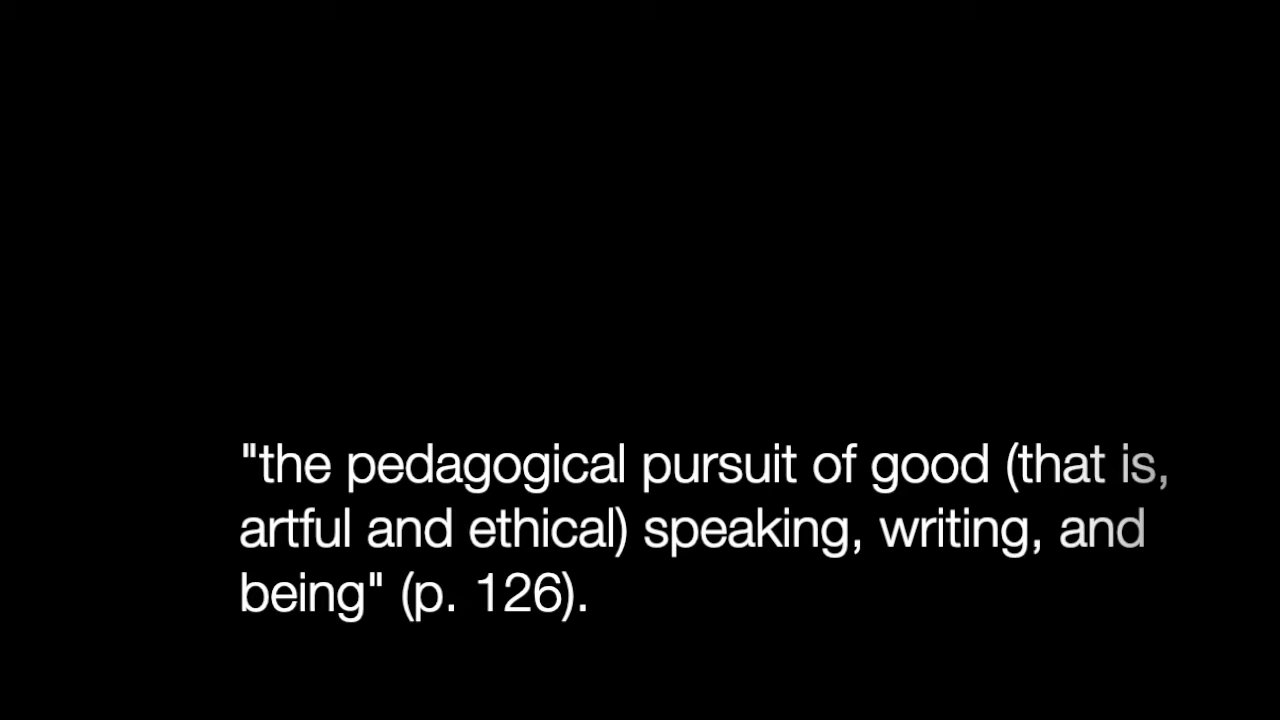 "the pedagogical pursuit of good (that is,
artful and ethical) speaking, writing, and
being" (p. 126).